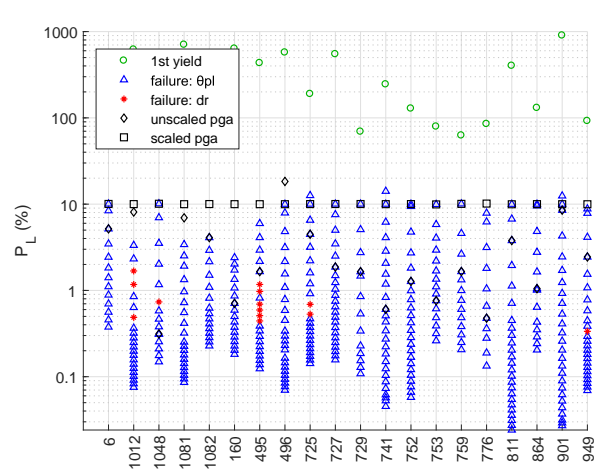 1000
100
10
1
0.1
P_L (%)
1st yield
failure: θpl
failure: dr
unscaled pga
scaled pga
6 1012 1048 1081 1082 160 495 496 725 727 729 741 752 753 759 776 811 864 901 949